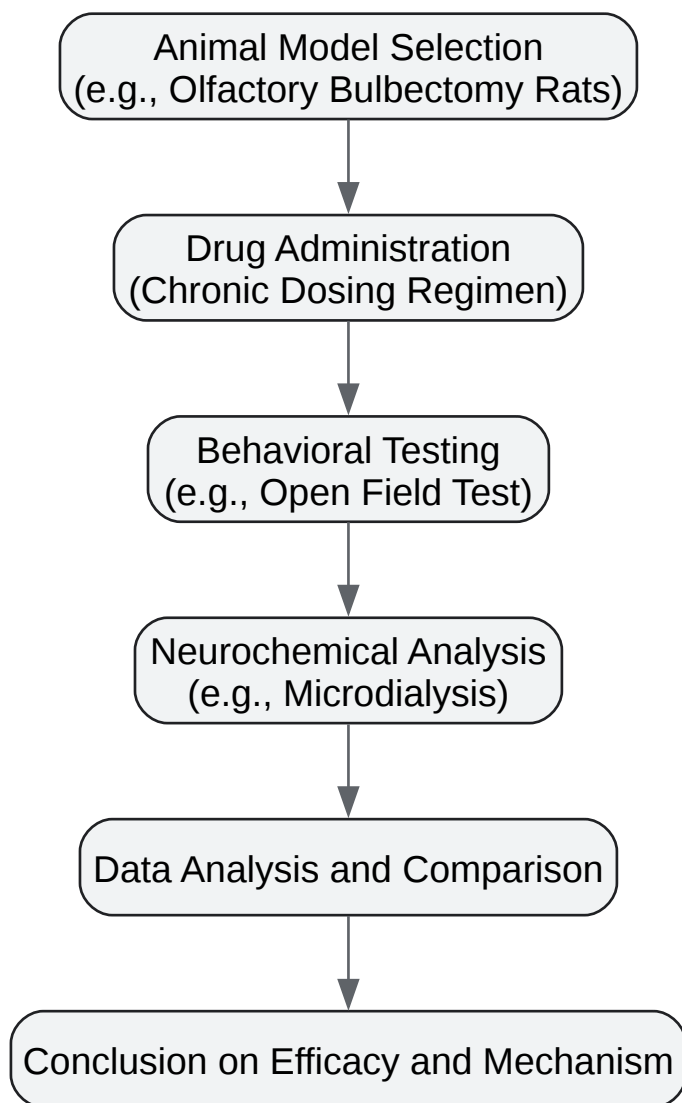 Animal Model Selection
(e.g., Olfactory Bulbectomy Rats)
Drug Administration
(Chronic Dosing Regimen)
Behavioral Testing
(e.g., Open Field Test)
Neurochemical Analysis
(e.g., Microdialysis)
Data Analysis and Comparison
Conclusion on Efficacy and Mechanism